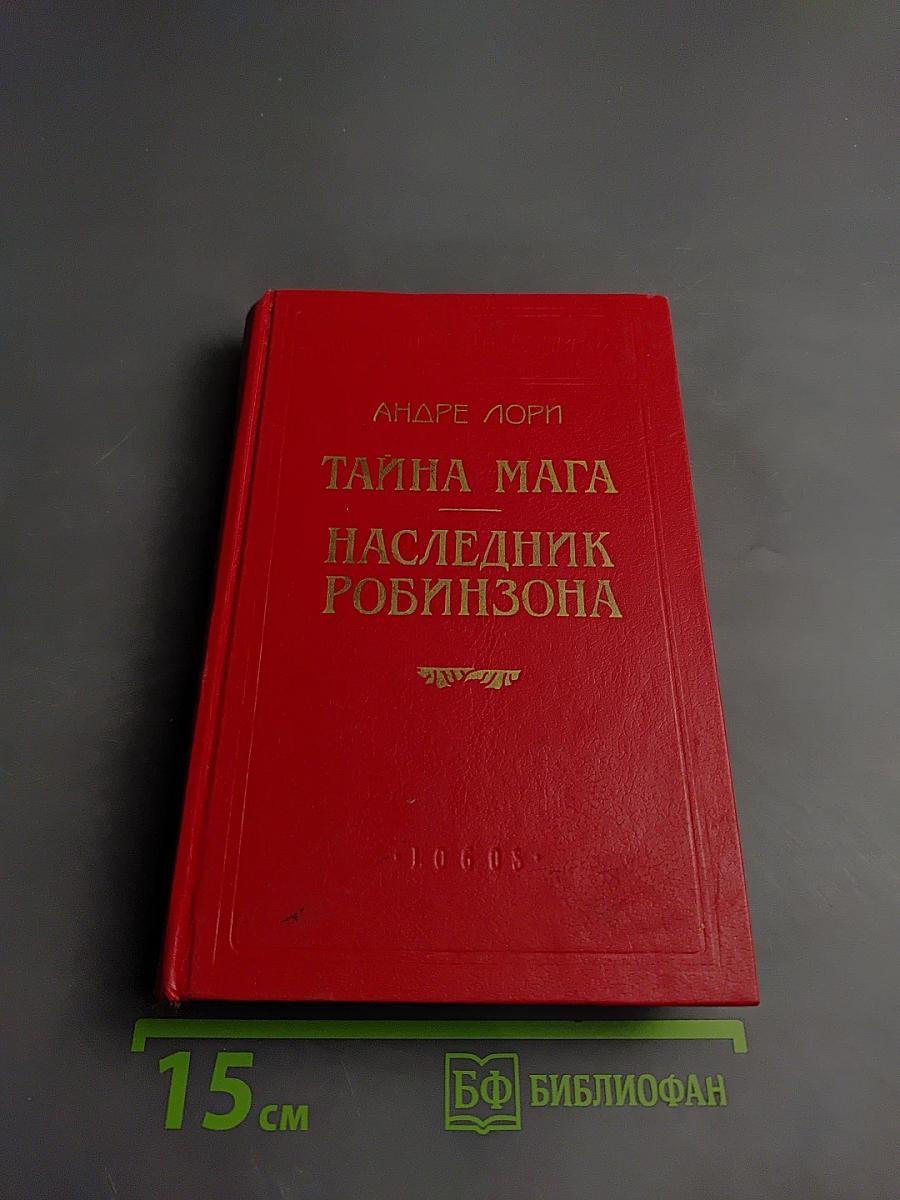 АНДРЕ ЛОРИ
ТАЙНА МАГА
НАСЛЕДНИК
РОБИНЗОНА
·LOGOS·
15 см
БФ БИБЛИОФАН